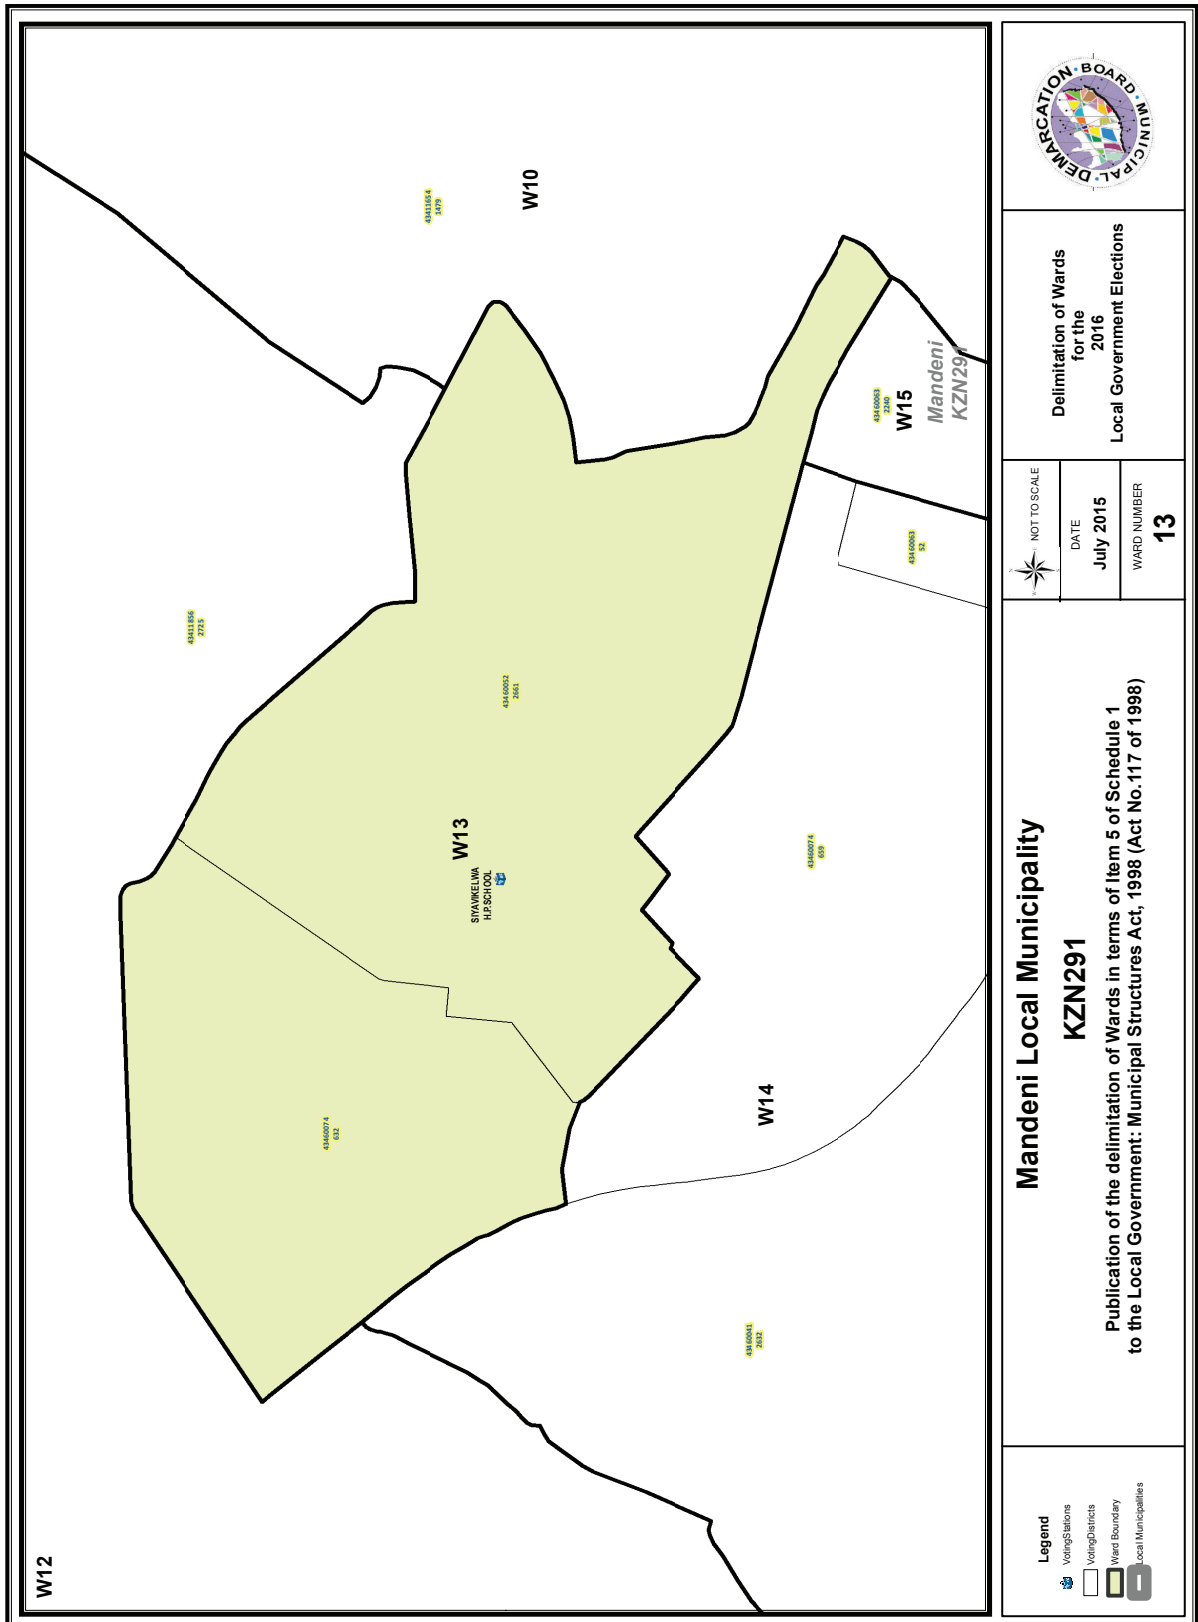 W12
43411856
2725
43411654
1479
W10
43460074
632
W13
SIYAVIKELWA
H.P.SCHOOL
43460052
2661
43460041
2632
W14
43460074
659
43460063
52
43460063
2240
W15
Mandeni
KZN291
Legend
VotingStations
VotingDistricts
Ward Boundary
Local Municipalities
Mandeni Local Municipality
KZN291
Publication of the delimitation of Wards in terms of Item 5 of Schedule 1
to the Local Government: Municipal Structures Act, 1998 (Act No.117 of 1998)
N
W
E
S
NOT TO SCALE
DATE
July 2015
WARD NUMBER
13
Delimitation of Wards
for the
2016
Local Government Elections
MUNICIPAL · DEMARCATION · BOARD ·